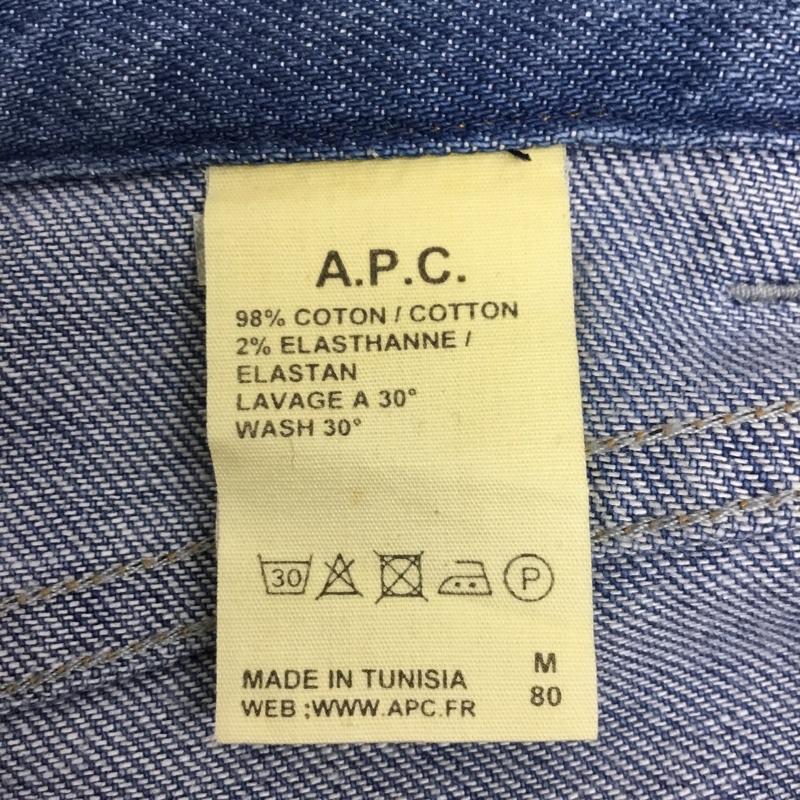 A.P.C.
98% COTON / COTTON
2% ELASTHANNE /
ELASTAN
LAVAGE A 30°
WASH 30°
30 P
MADE IN TUNISIA
WEB ;WWW.APC.FR
M
80